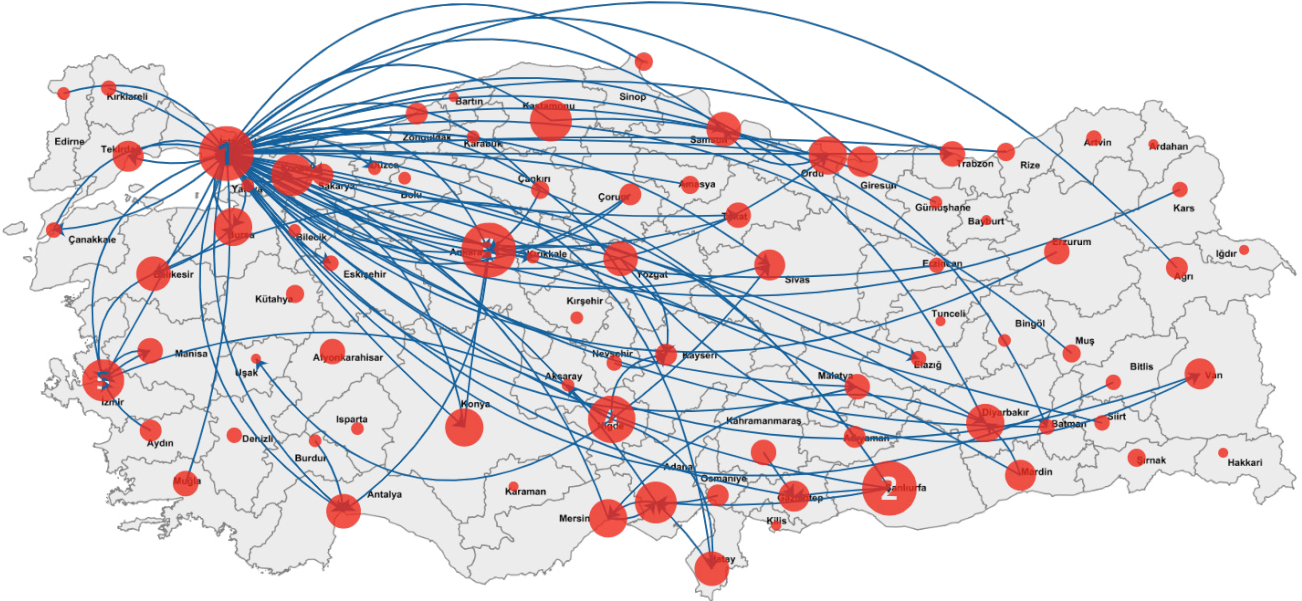 Kırklareli
Bartın
Kastamonu
Sinop
Edirne
Tekirdağ
1
Zonguldak
Karabük
Samsun
Ordu
Giresun
Trabzon
Rize
Artvin
Ardahan
Yalova
Sakarya
Düzce
Bolu
Çankırı
Çorum
Amasya
Tokat
Gümüşhane
Bayburt
Kars
Çanakkale
Bursa
Bilecik
Eskişehir
Ankara
Kırıkkale
Yozgat
Sivas
Erzincan
Erzurum
Iğdır
Ağrı
Balıkesir
Kütahya
Kırşehir
Tunceli
Bingöl
Muş
Manisa
Uşak
Afyonkarahisar
Nevşehir
Kayseri
Elazığ
Bitlis
Van
İzmir
Aksaray
Malatya
Konya
Niğde
Isparta
Kahramanmaraş
Diyarbakır
Batman
Siirt
Aydın
Denizli
Burdur
Adıyaman
Muğla
Antalya
Karaman
Adana
Osmaniye
Gaziantep
2
Şanlıurfa
Mardin
Şırnak
Hakkari
Mersin
Kilis
Hatay